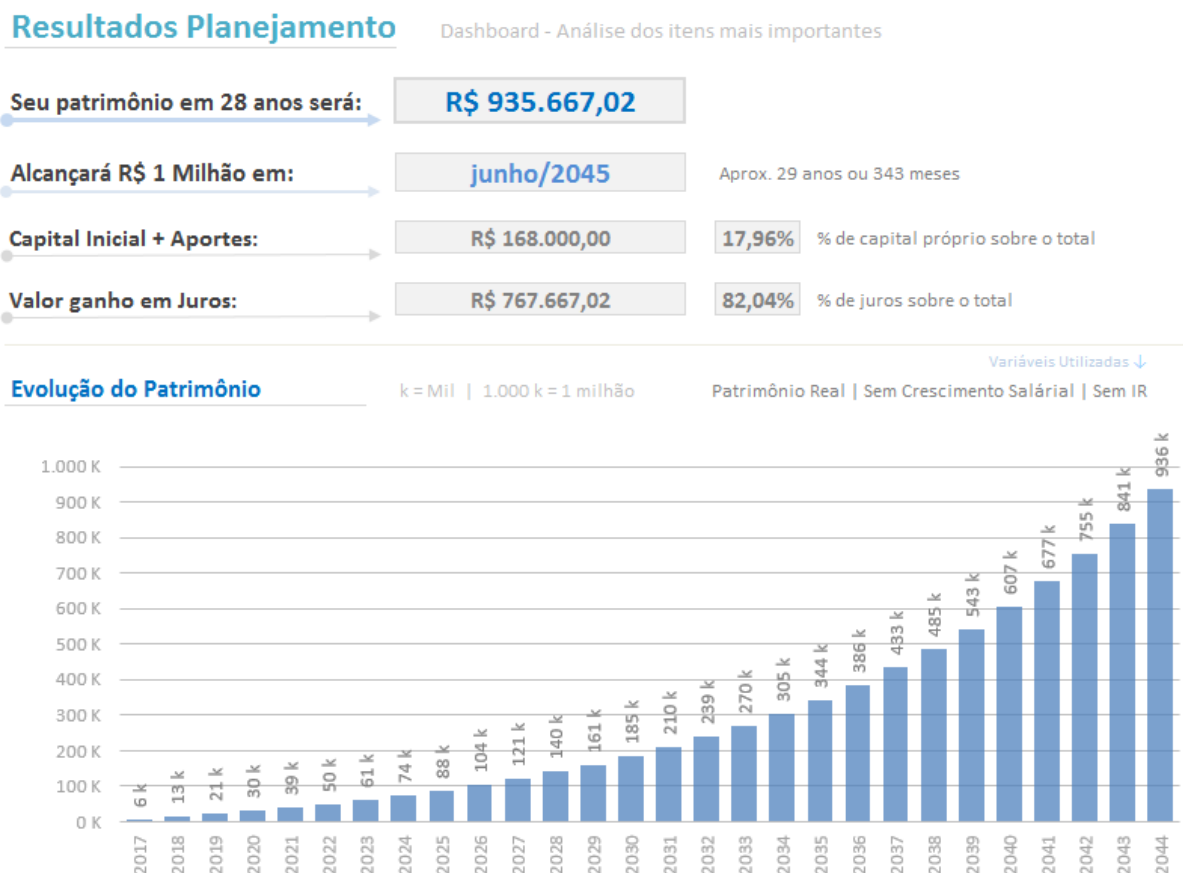 Resultados Planejamento
Dashboard - Análise dos itens mais importantes
Seu patrimônio em 28 anos será:
R$ 935.667,02
Alcançará R$ 1 Milhão em:
junho/2045
Aprox. 29 anos ou 343 meses
Capital Inicial + Aportes:
R$ 168.000,00
17,96%
% de capital próprio sobre o total
Valor ganho em Juros:
R$ 767.667,02
82,04%
% de juros sobre o total
Variáveis Utilizadas ↓
Evolução do Patrimônio
k = Mil | 1.000 k = 1 milhão
Patrimônio Real | Sem Crescimento Salárial | Sem IR
1.000 K
900 K
800 K
700 K
600 K
500 K
400 K
300 K
200 K
100 K
0 K
6 k
13 k
21 k
30 k
39 k
50 k
61 k
74 k
88 k
104 k
121 k
140 k
161 k
185 k
210 k
239 k
270 k
305 k
344 k
386 k
433 k
485 k
543 k
607 k
677 k
755 k
841 k
936 k
2017
2018
2019
2020
2021
2022
2023
2024
2025
2026
2027
2028
2029
2030
2031
2032
2033
2034
2035
2036
2037
2038
2039
2040
2041
2042
2043
2044